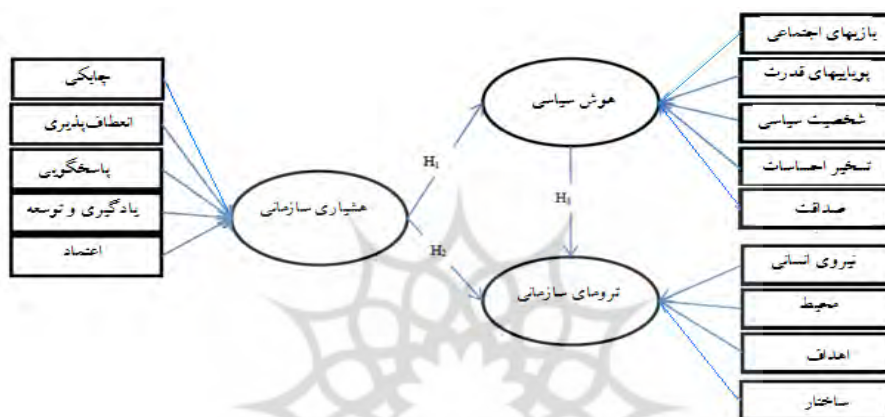 بازیهای اجتماعی
پویاییهای قدرت
شخصیت سیاسی
تسخیر احساسات
صداقت
هوش سیاسی
چابکی
انعطاف‌پذیری
پاسخگویی
یادگیری و توسعه
اعتماد
هشیاری سازمانی
H1
H2
H3
ترومای سازمانی
نیروی انسانی
محیط
اهداف
ساختار